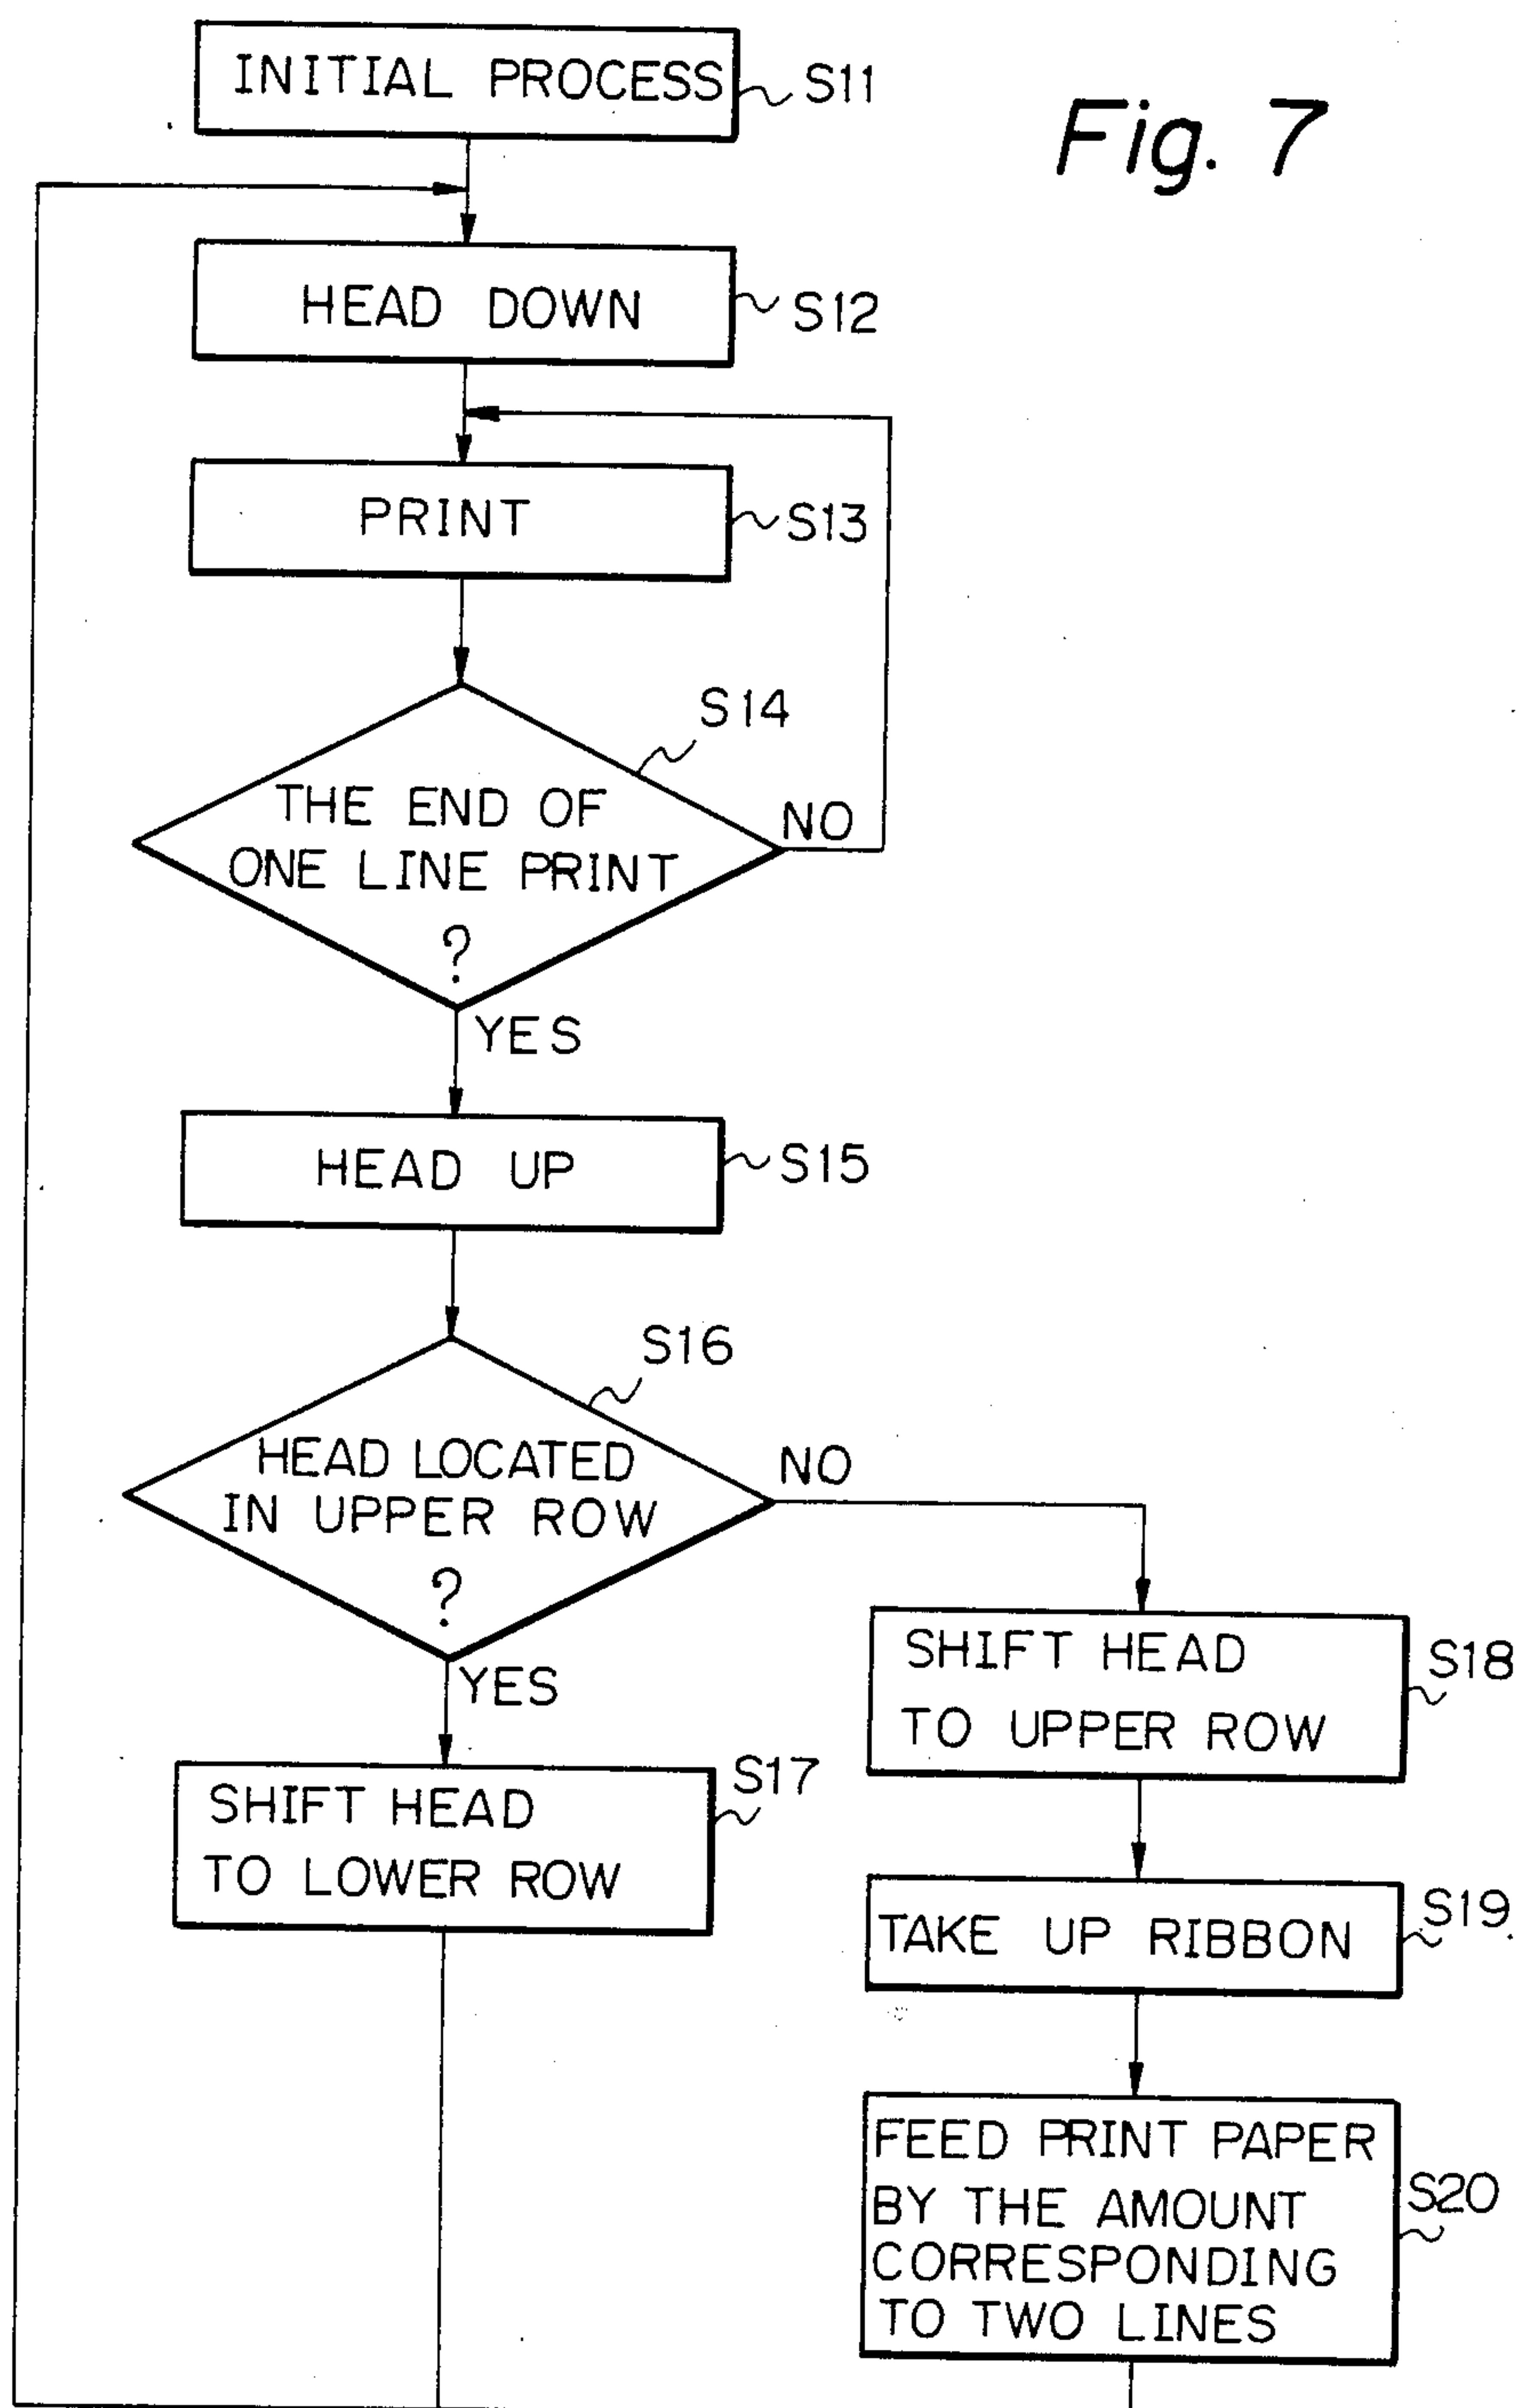 Fig. 7
INITIAL PROCESS
S11
HEAD DOWN
S12
PRINT
S13
S14
THE END OF
ONE LINE PRINT
?
NO
YES
HEAD UP
S15
S16
HEAD LOCATED
IN UPPER ROW
?
NO
YES
SHIFT HEAD
TO LOWER ROW
S17
SHIFT HEAD
TO UPPER ROW
S18
TAKE UP RIBBON
S19
FEED PRINT PAPER
BY THE AMOUNT
CORRESPONDING
TO TWO LINES
S20